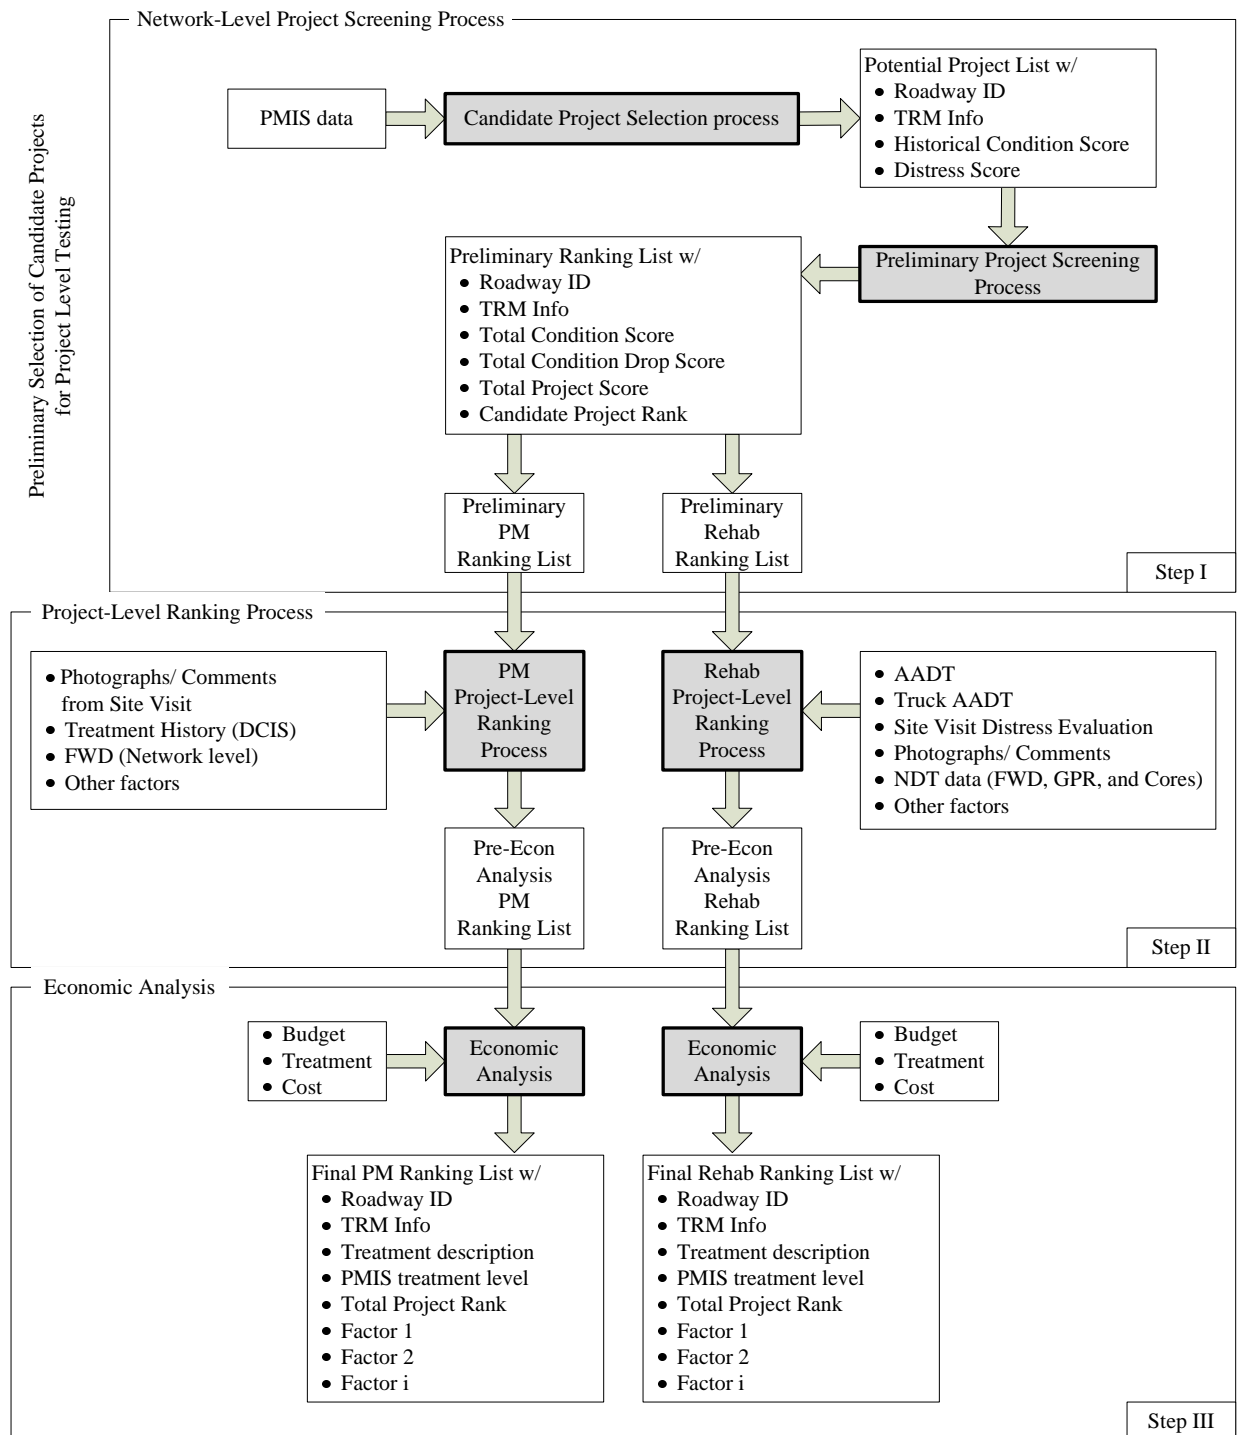 Network-Level Project Screening Process
Preliminary Selection of Candidate Projects
for Project Level Testing
PMIS data
Candidate Project Selection process
Potential Project List w/
• Roadway ID
• TRM Info
• Historical Condition Score
• Distress Score
Preliminary Project Screening
Process
Preliminary Ranking List w/
• Roadway ID
• TRM Info
• Total Condition Score
• Total Condition Drop Score
• Total Project Score
• Candidate Project Rank
Preliminary
PM
Ranking List
Preliminary
Rehab
Ranking List
Step I
Project-Level Ranking Process
• Photographs/ Comments
from Site Visit
• Treatment History (DCIS)
• FWD (Network level)
• Other factors
PM
Project-Level
Ranking
Process
Rehab
Project-Level
Ranking
Process
• AADT
• Truck AADT
• Site Visit Distress Evaluation
• Photographs/ Comments
• NDT data (FWD, GPR, and Cores)
• Other factors
Pre-Econ
Analysis
PM
Ranking List
Pre-Econ
Analysis
Rehab
Ranking List
Step II
Economic Analysis
• Budget
• Treatment
• Cost
Economic
Analysis
Economic
Analysis
• Budget
• Treatment
• Cost
Final PM Ranking List w/
• Roadway ID
• TRM Info
• Treatment description
• PMIS treatment level
• Total Project Rank
• Factor 1
• Factor 2
• Factor i
Final Rehab Ranking List w/
• Roadway ID
• TRM Info
• Treatment description
• PMIS treatment level
• Total Project Rank
• Factor 1
• Factor 2
• Factor i
Step III